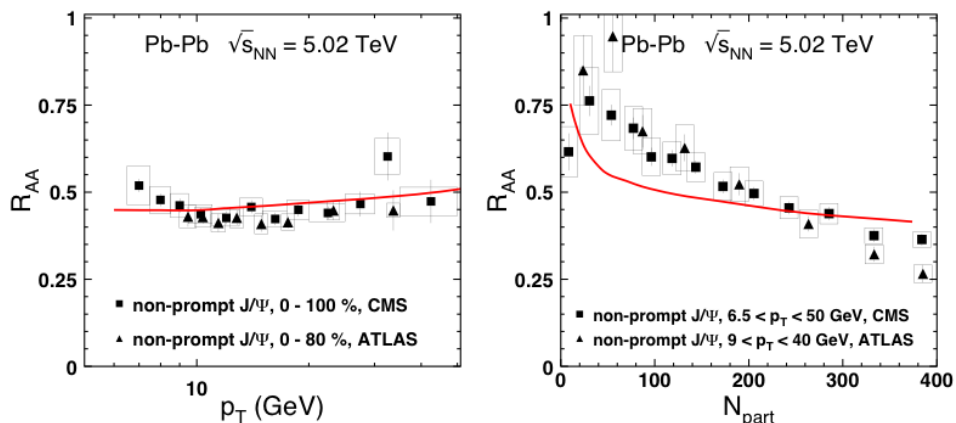 Pb-Pb √s_NN = 5.02 TeV
R_AA
1
0.75
0.5
0.25
0
non-prompt J/Ψ, 0 - 100 %, CMS
non-prompt J/Ψ, 0 - 80 %, ATLAS
10
p_T (GeV)
Pb-Pb √s_NN = 5.02 TeV
R_AA
1
0.75
0.5
0.25
0
non-prompt J/Ψ, 6.5 < p_T < 50 GeV, CMS
non-prompt J/Ψ, 9 < p_T < 40 GeV, ATLAS
0 100 200 300 400
N_part